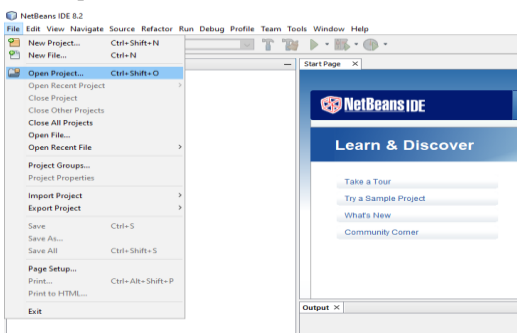 NetBeans IDE 8.2
File Edit View Navigate Source Refactor Run Debug Profile Team Tools Window Help
New Project... Ctrl+Shift+N
New File... Ctrl+N
Open Project... Ctrl+Shift+O
Open Recent Project
Close Project
Close Other Projects
Close All Projects
Open File...
Open Recent File
Project Groups...
Project Properties
Import Project
Export Project
Save Ctrl+S
Save As...
Save All Ctrl+Shift+S
Page Setup...
Print... Ctrl+Alt+Shift+P
Print to HTML...
Exit
Start Page
NetBeans IDE
Learn & Discover
Take a Tour
Try a Sample Project
What's New
Community Corner
Output